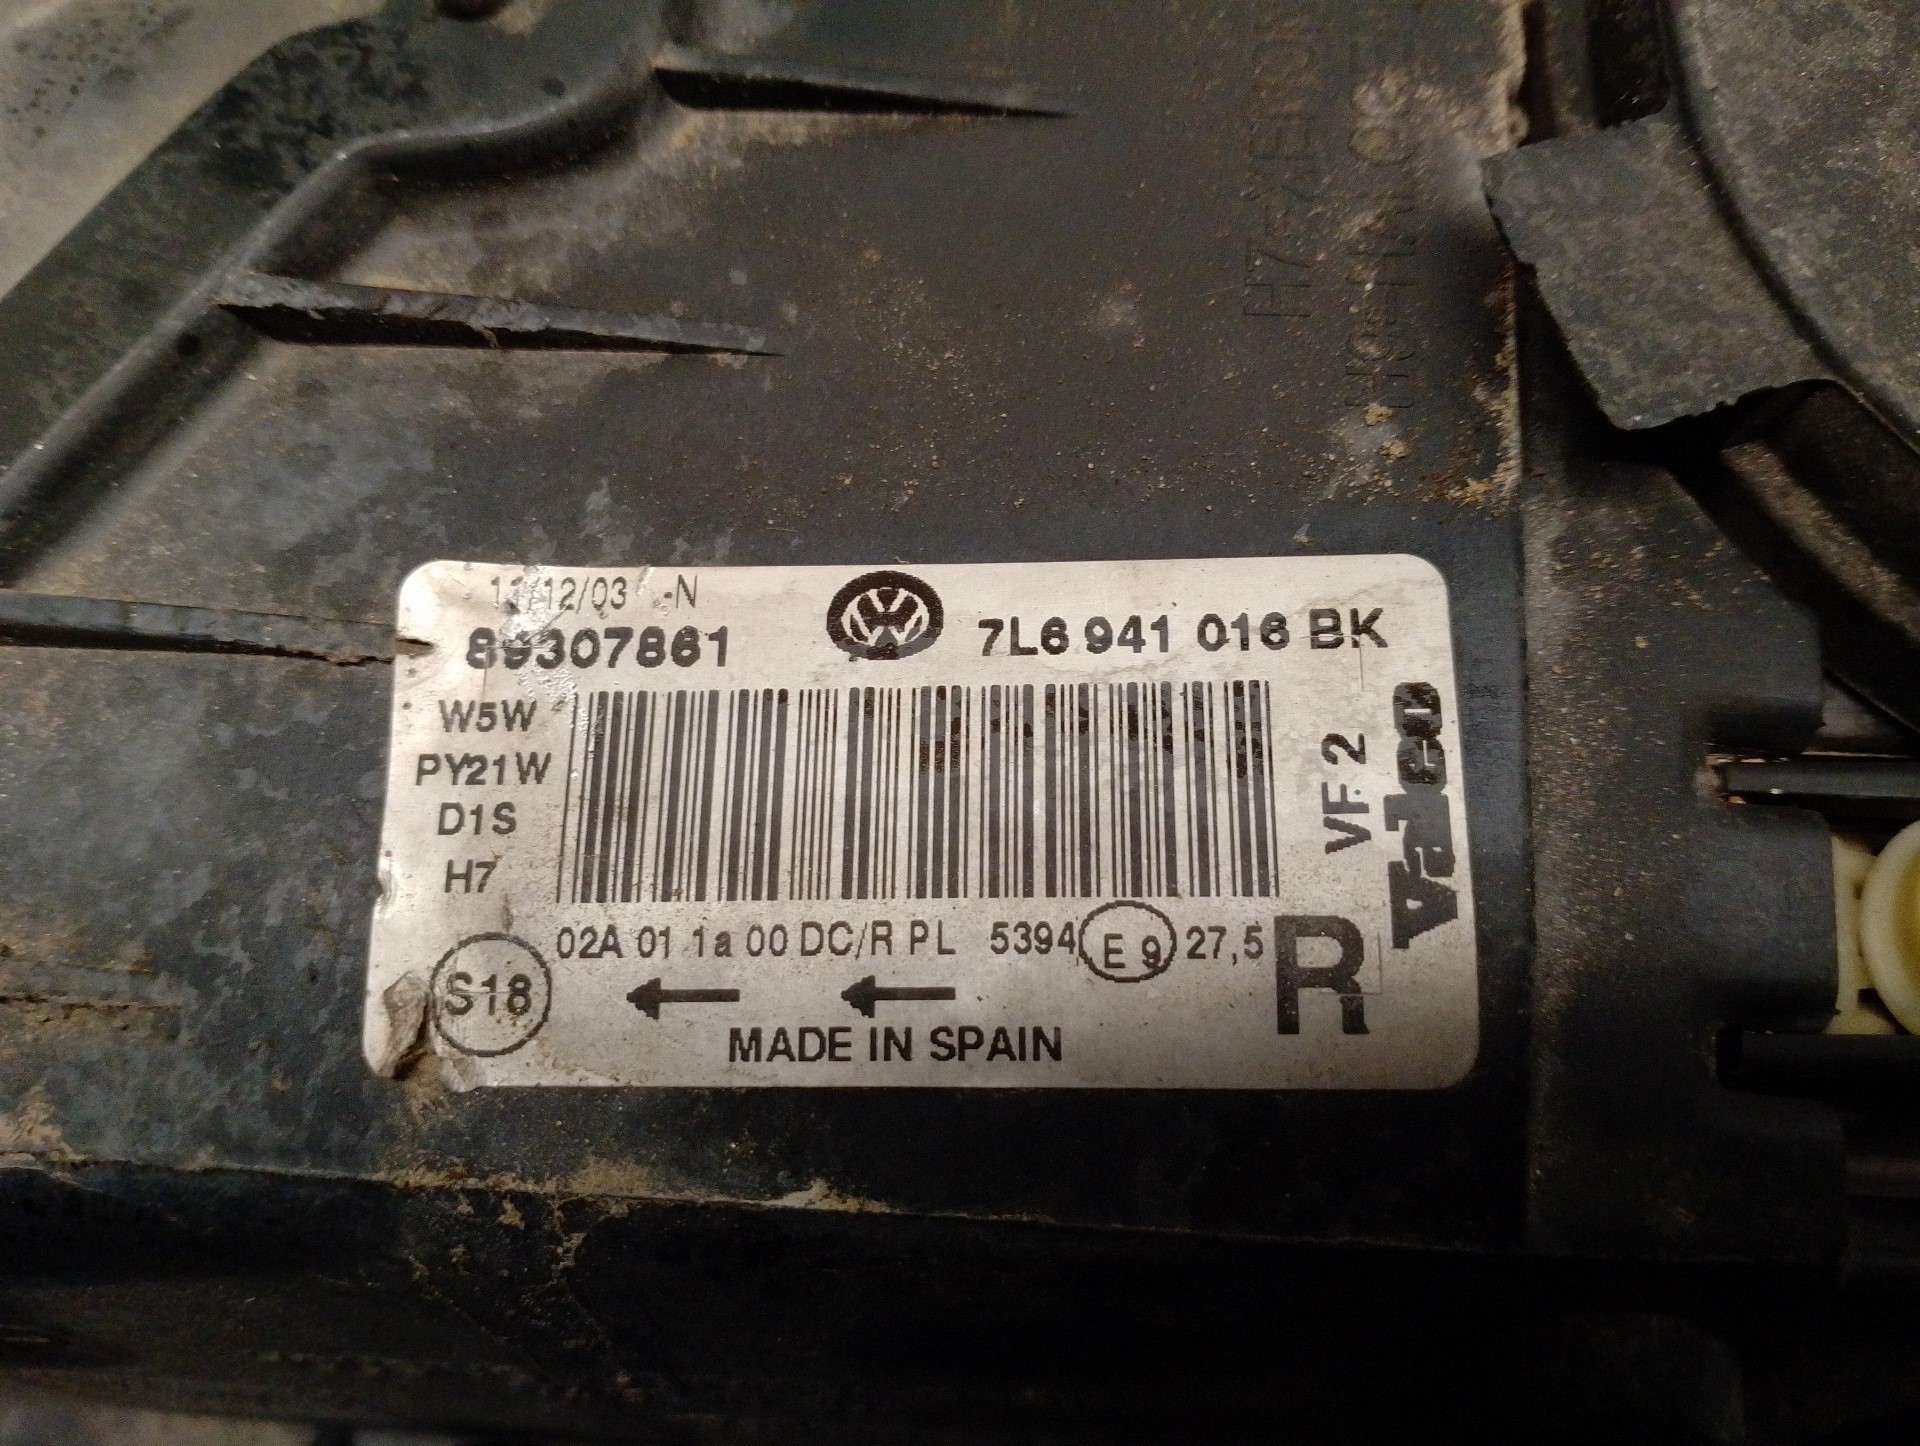 11/12/03 -N
89307861
7L6 941 016 BK
W5W
PY21W
D1S
H7
VF 2
Valeo
02A 01 1a 00 DC/R PL 5394 E 9 27,5
R
S18
MADE IN SPAIN